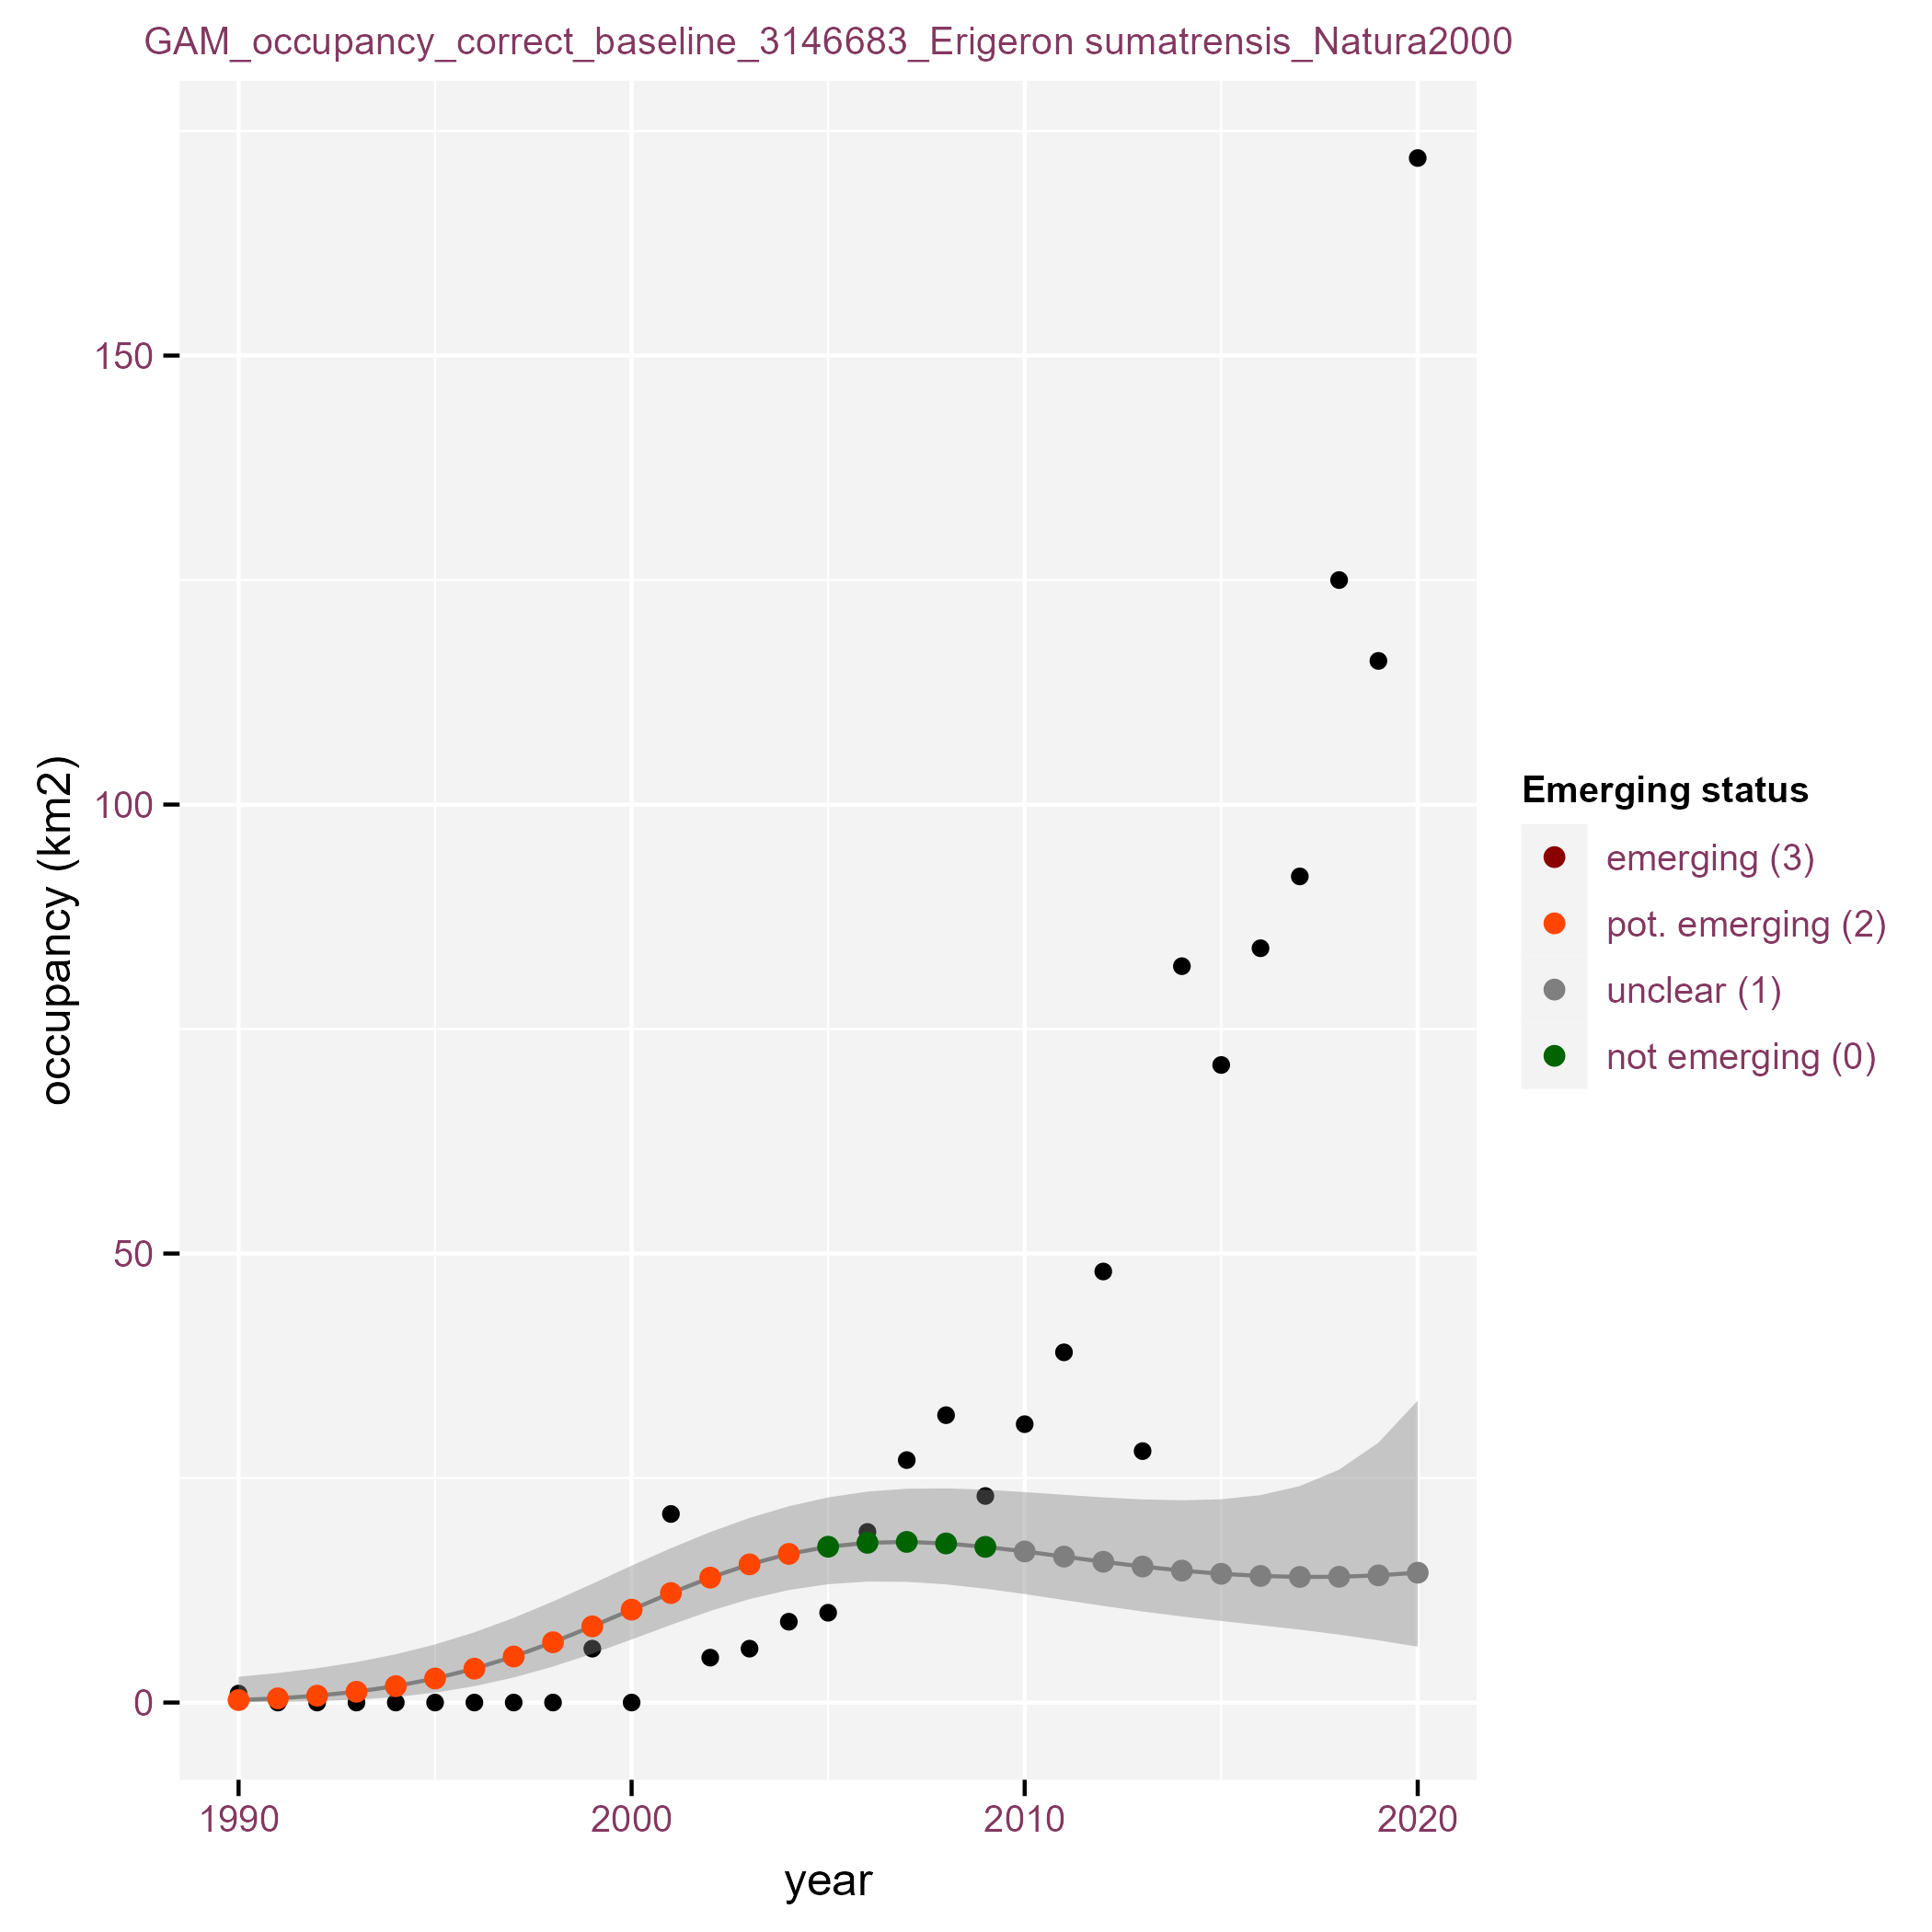 GAM_occupancy_correct_baseline_3146683_Erigeron sumatrensis_Natura2000
150
100
50
0
occupancy (km2)
1990
2000
2010
2020
year
Emerging status
emerging (3)
pot. emerging (2)
unclear (1)
not emerging (0)